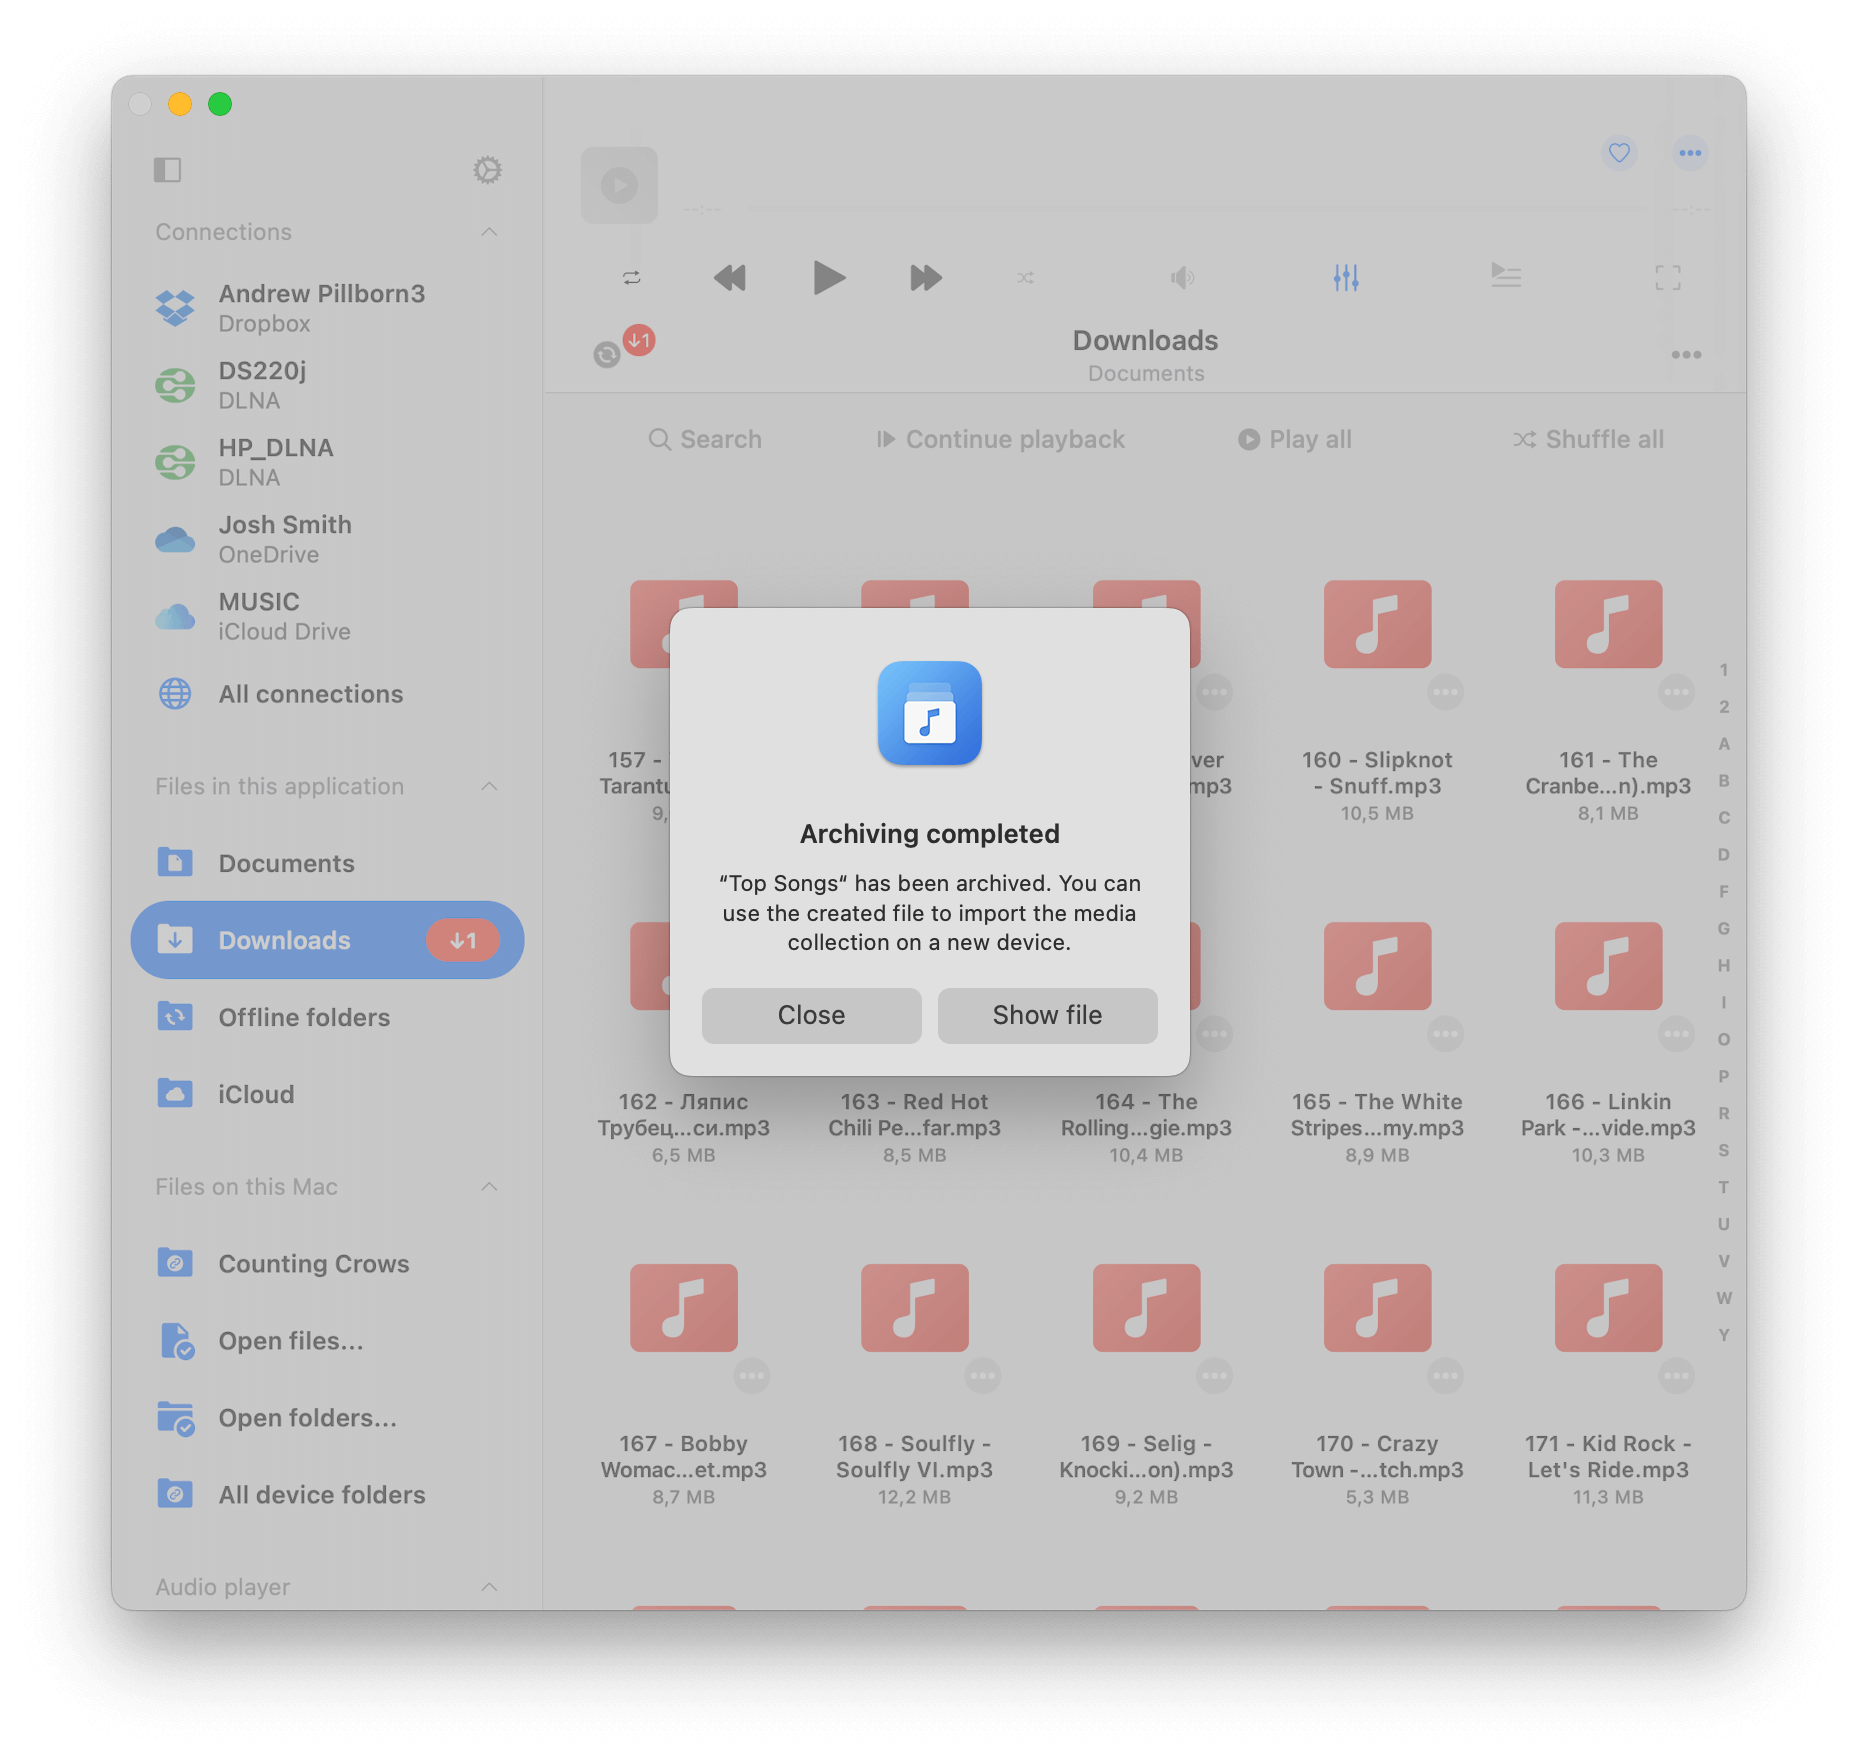 Connections
Andrew Pillborn3
Dropbox
DS220j
DLNA
HP_DLNA
DLNA
Josh Smith
OneDrive
MUSIC
iCloud Drive
All connections
Files in this application
Documents
Downloads
1
Offline folders
iCloud
Files on this Mac
Counting Crows
Open files...
Open folders...
All device folders
Audio player
--:--
--:--
1
Downloads
Documents
Search
Continue playback
Play all
Shuffle all
157 -
Tarantu
9,
ver
mp3
160 - Slipknot
- Snuff.mp3
10,5 MB
161 - The
Cranbe...n).mp3
8,1 MB
Archiving completed
“Top Songs“ has been archived. You can
use the created file to import the media
collection on a new device.
Close
Show file
162 - Ляпис
Трубец...си.mp3
6,5 MB
163 - Red Hot
Chili Pe...far.mp3
8,5 MB
164 - The
Rolling...gie.mp3
10,4 MB
165 - The White
Stripes...my.mp3
8,9 MB
166 - Linkin
Park -...vide.mp3
10,3 MB
167 - Bobby
Womac...et.mp3
8,7 MB
168 - Soulfly -
Soulfly VI.mp3
12,2 MB
169 - Selig -
Knocki...on).mp3
9,2 MB
170 - Crazy
Town -...tch.mp3
5,3 MB
171 - Kid Rock -
Let's Ride.mp3
11,3 MB
1
2
A
B
C
D
F
G
H
I
O
P
R
S
T
U
V
W
Y